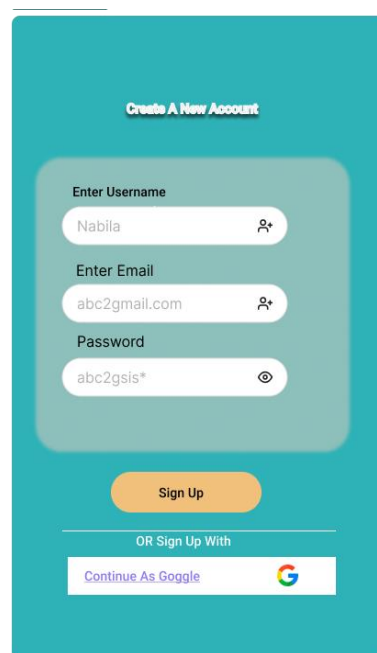 Create A New Account
Enter Username
Nabila
Enter Email
abc2gmail.com
Password
abc2gsis*
Sign Up
OR Sign Up With
Continue As Goggle